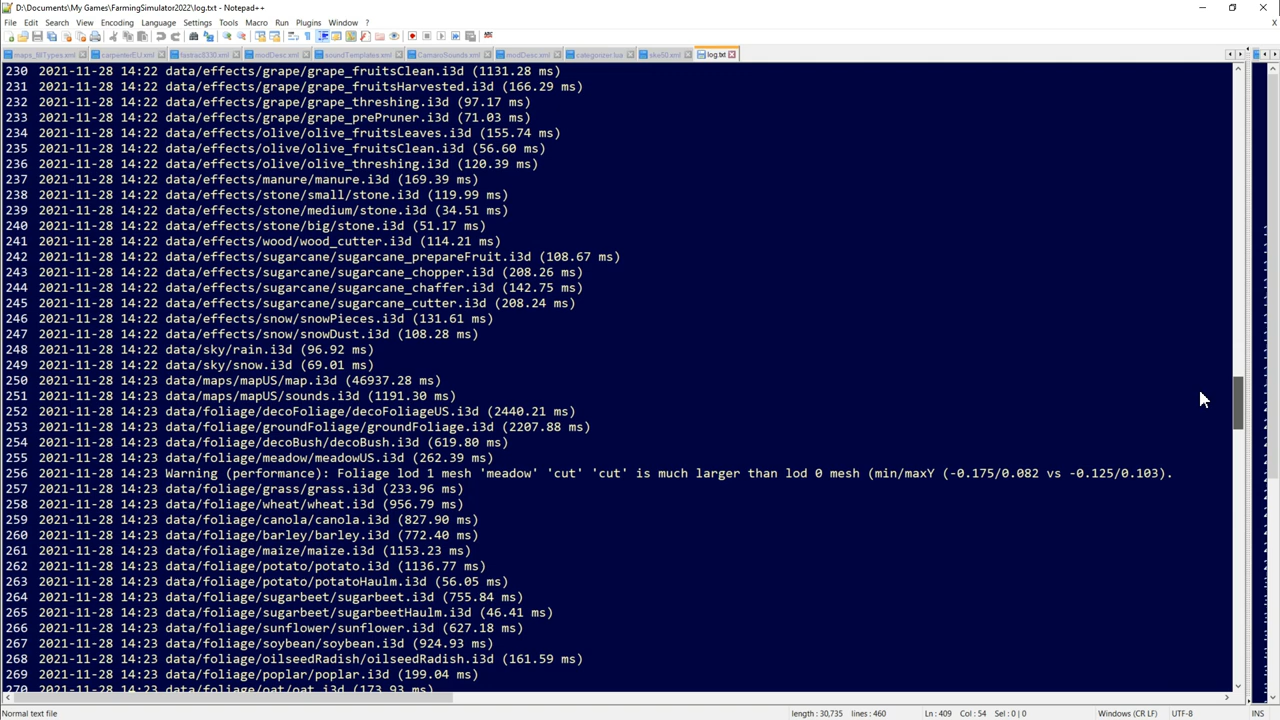 D:\Documents\My Games\FarmingSimulator2022\log.txt - Notepad++
File Edit Search View Encoding Language Settings Tools Macro Run Plugins Window ?
maps_fillTypes.xml carpenterEU.xml fastrac8330.xml modDesc.xml soundTemplates.xml CamaroSounds.xml modDesc.xml categorizer.lua log.txt
230 2021-11-28 14:22 data/effects/grape/grape_fruitsClean.i3d (1131.28 ms)
231 2021-11-28 14:22 data/effects/grape/grape_fruitsHarvested.i3d (166.29 ms)
232 2021-11-28 14:22 data/effects/grape/grape_threshing.i3d (97.17 ms)
233 2021-11-28 14:22 data/effects/grape/grape_prePruner.i3d (71.03 ms)
234 2021-11-28 14:22 data/effects/olive/olive_fruitsLeaves.i3d (155.74 ms)
235 2021-11-28 14:22 data/effects/olive/olive_fruitsClean.i3d (56.60 ms)
236 2021-11-28 14:22 data/effects/olive/olive_threshing.i3d (120.39 ms)
237 2021-11-28 14:22 data/effects/manure/manure.i3d (169.39 ms)
238 2021-11-28 14:22 data/effects/stone/small/stone.i3d (119.99 ms)
239 2021-11-28 14:22 data/effects/stone/medium/stone.i3d (34.51 ms)
240 2021-11-28 14:22 data/effects/stone/big/stone.i3d (51.17 ms)
241 2021-11-28 14:22 data/effects/wood/wood_cutter.i3d (114.21 ms)
242 2021-11-28 14:22 data/effects/sugarcane/sugarcane_prepareFruit.i3d (108.67 ms)
243 2021-11-28 14:22 data/effects/sugarcane/sugarcane_chopper.i3d (208.26 ms)
244 2021-11-28 14:22 data/effects/sugarcane/sugarcane_chaffer.i3d (142.75 ms)
245 2021-11-28 14:22 data/effects/sugarcane/sugarcane_cutter.i3d (208.24 ms)
246 2021-11-28 14:22 data/effects/snow/snowPieces.i3d (131.61 ms)
247 2021-11-28 14:22 data/effects/snow/snowDust.i3d (108.28 ms)
248 2021-11-28 14:22 data/sky/rain.i3d (96.92 ms)
249 2021-11-28 14:22 data/sky/snow.i3d (69.01 ms)
250 2021-11-28 14:23 data/maps/mapUS/map.i3d (46937.28 ms)
251 2021-11-28 14:23 data/maps/mapUS/sounds.i3d (1191.30 ms)
252 2021-11-28 14:23 data/foliage/decoFoliage/decoFoliageUS.i3d (2440.21 ms)
253 2021-11-28 14:23 data/foliage/groundFoliage/groundFoliage.i3d (2207.88 ms)
254 2021-11-28 14:23 data/foliage/decoBush/decoBush.i3d (619.80 ms)
255 2021-11-28 14:23 data/foliage/meadow/meadowUS.i3d (262.39 ms)
256 2021-11-28 14:23 Warning (performance): Foliage lod 1 mesh 'meadow' 'cut' 'cut' is much larger than lod 0 mesh (min/maxY (-0.175/0.082 vs -0.125/0.103).
257 2021-11-28 14:23 data/foliage/grass/grass.i3d (233.96 ms)
258 2021-11-28 14:23 data/foliage/wheat/wheat.i3d (956.79 ms)
259 2021-11-28 14:23 data/foliage/canola/canola.i3d (827.90 ms)
260 2021-11-28 14:23 data/foliage/barley/barley.i3d (772.40 ms)
261 2021-11-28 14:23 data/foliage/maize/maize.i3d (1153.23 ms)
262 2021-11-28 14:23 data/foliage/potato/potato.i3d (1136.77 ms)
263 2021-11-28 14:23 data/foliage/potato/potatoHaulm.i3d (56.05 ms)
264 2021-11-28 14:23 data/foliage/sugarbeet/sugarbeet.i3d (755.84 ms)
265 2021-11-28 14:23 data/foliage/sugarbeet/sugarbeetHaulm.i3d (46.41 ms)
266 2021-11-28 14:23 data/foliage/sunflower/sunflower.i3d (627.18 ms)
267 2021-11-28 14:23 data/foliage/soybean/soybean.i3d (924.93 ms)
268 2021-11-28 14:23 data/foliage/oilseedRadish/oilseedRadish.i3d (161.59 ms)
269 2021-11-28 14:23 data/foliage/poplar/poplar.i3d (199.04 ms)
270 2021-11-28 14:23 data/foliage/oat/oat.i3d (173.93 ms)
Normal text file length : 30,735 lines : 460 Ln : 409 Col : 54 Sel : 0 | 0 Windows (CR LF) UTF-8 INS